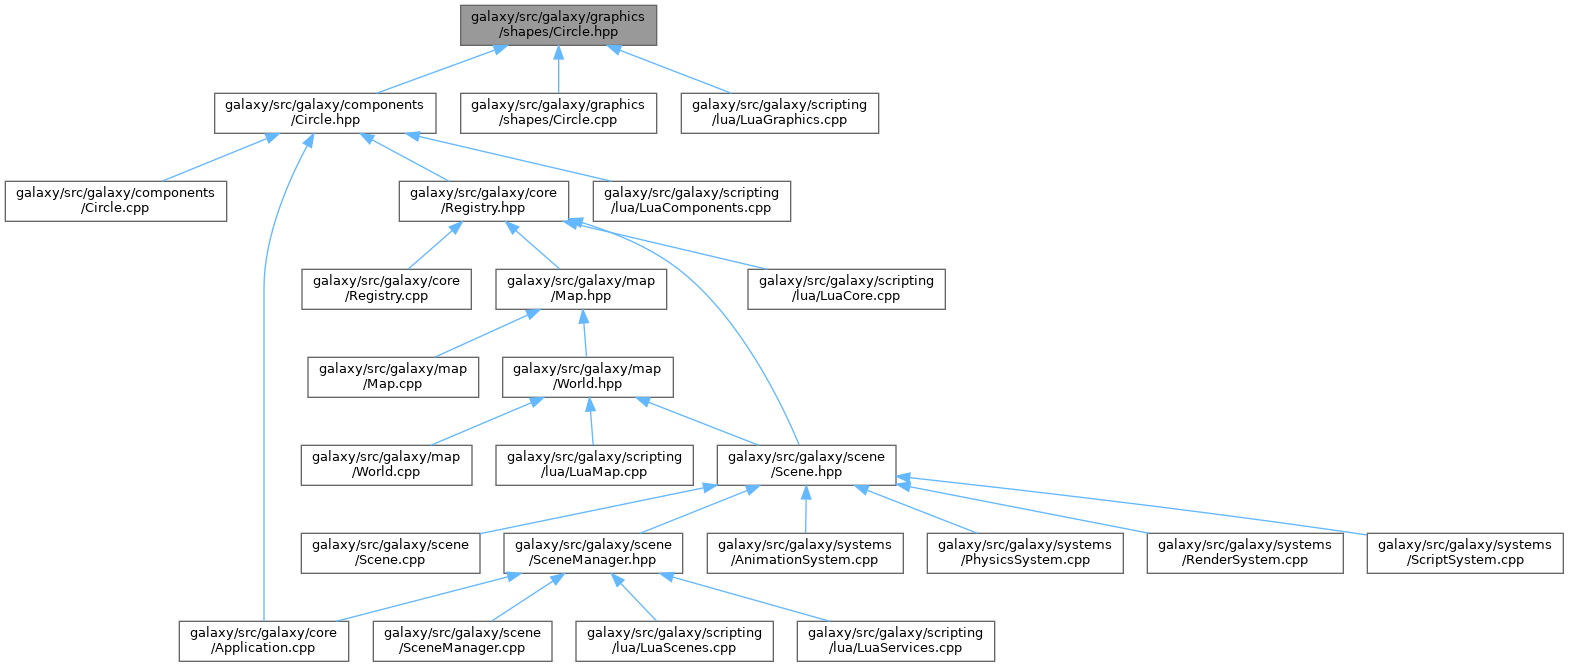 galaxy/src/galaxy/graphics
/shapes/Circle.hpp
galaxy/src/galaxy/components
/Circle.hpp
galaxy/src/galaxy/graphics
/shapes/Circle.cpp
galaxy/src/galaxy/scripting
/lua/LuaGraphics.cpp
galaxy/src/galaxy/components
/Circle.cpp
galaxy/src/galaxy/core
/Registry.hpp
galaxy/src/galaxy/scripting
/lua/LuaComponents.cpp
galaxy/src/galaxy/core
/Registry.cpp
galaxy/src/galaxy/map
/Map.hpp
galaxy/src/galaxy/scripting
/lua/LuaCore.cpp
galaxy/src/galaxy/map
/Map.cpp
galaxy/src/galaxy/map
/World.hpp
galaxy/src/galaxy/map
/World.cpp
galaxy/src/galaxy/scripting
/lua/LuaMap.cpp
galaxy/src/galaxy/scene
/Scene.hpp
galaxy/src/galaxy/scene
/Scene.cpp
galaxy/src/galaxy/scene
/SceneManager.hpp
galaxy/src/galaxy/systems
/AnimationSystem.cpp
galaxy/src/galaxy/systems
/PhysicsSystem.cpp
galaxy/src/galaxy/systems
/RenderSystem.cpp
galaxy/src/galaxy/systems
/ScriptSystem.cpp
galaxy/src/galaxy/core
/Application.cpp
galaxy/src/galaxy/scene
/SceneManager.cpp
galaxy/src/galaxy/scripting
/lua/LuaScenes.cpp
galaxy/src/galaxy/scripting
/lua/LuaServices.cpp